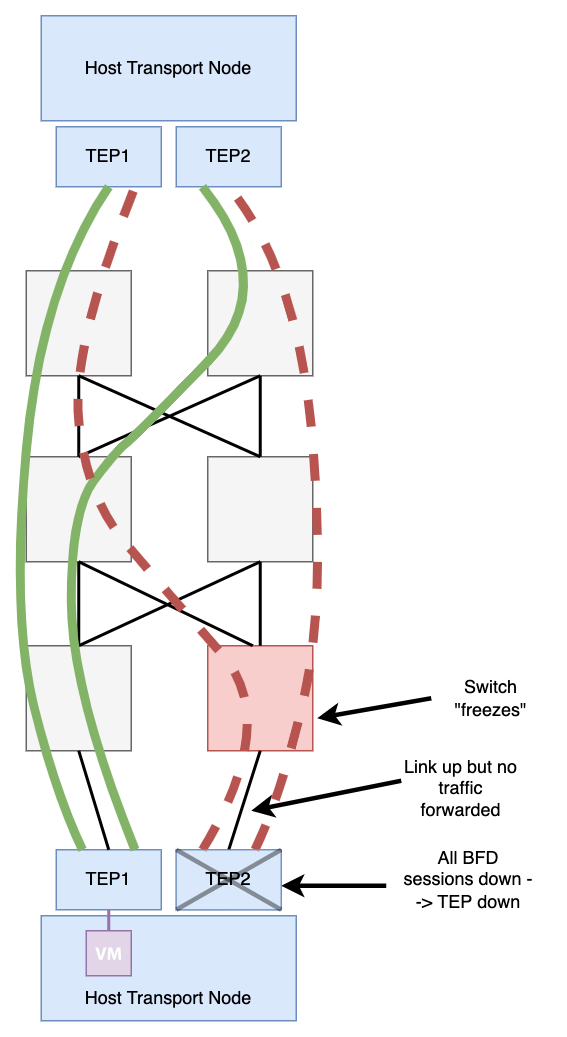 Host Transport Node
TEP1
TEP2
Switch
"freezes"
Link up but no
traffic
forwarded
All BFD
sessions down -
-> TEP down
TEP1
TEP2
VM
Host Transport Node